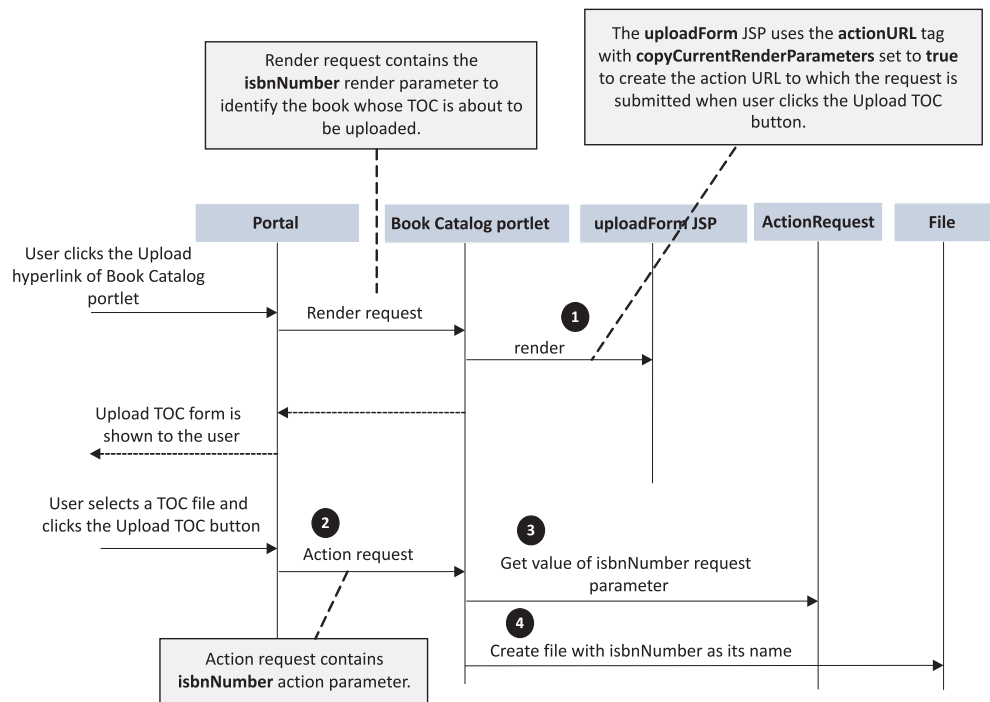 The uploadForm JSP uses the actionURL tag
with copyCurrentRenderParameters set to true
to create the action URL to which the request is
submitted when user clicks the Upload TOC
button.
Render request contains the
isbnNumber render parameter to
identify the book whose TOC is about to
be uploaded.
Portal
Book Catalog portlet
uploadForm JSP
ActionRequest
File
User clicks the Upload
hyperlink of Book Catalog
portlet
Render request
1
render
Upload TOC form is
shown to the user
User selects a TOC file and
clicks the Upload TOC button
2
Action request
3
Get value of isbnNumber request
parameter
4
Create file with isbnNumber as its name
Action request contains
isbnNumber action parameter.